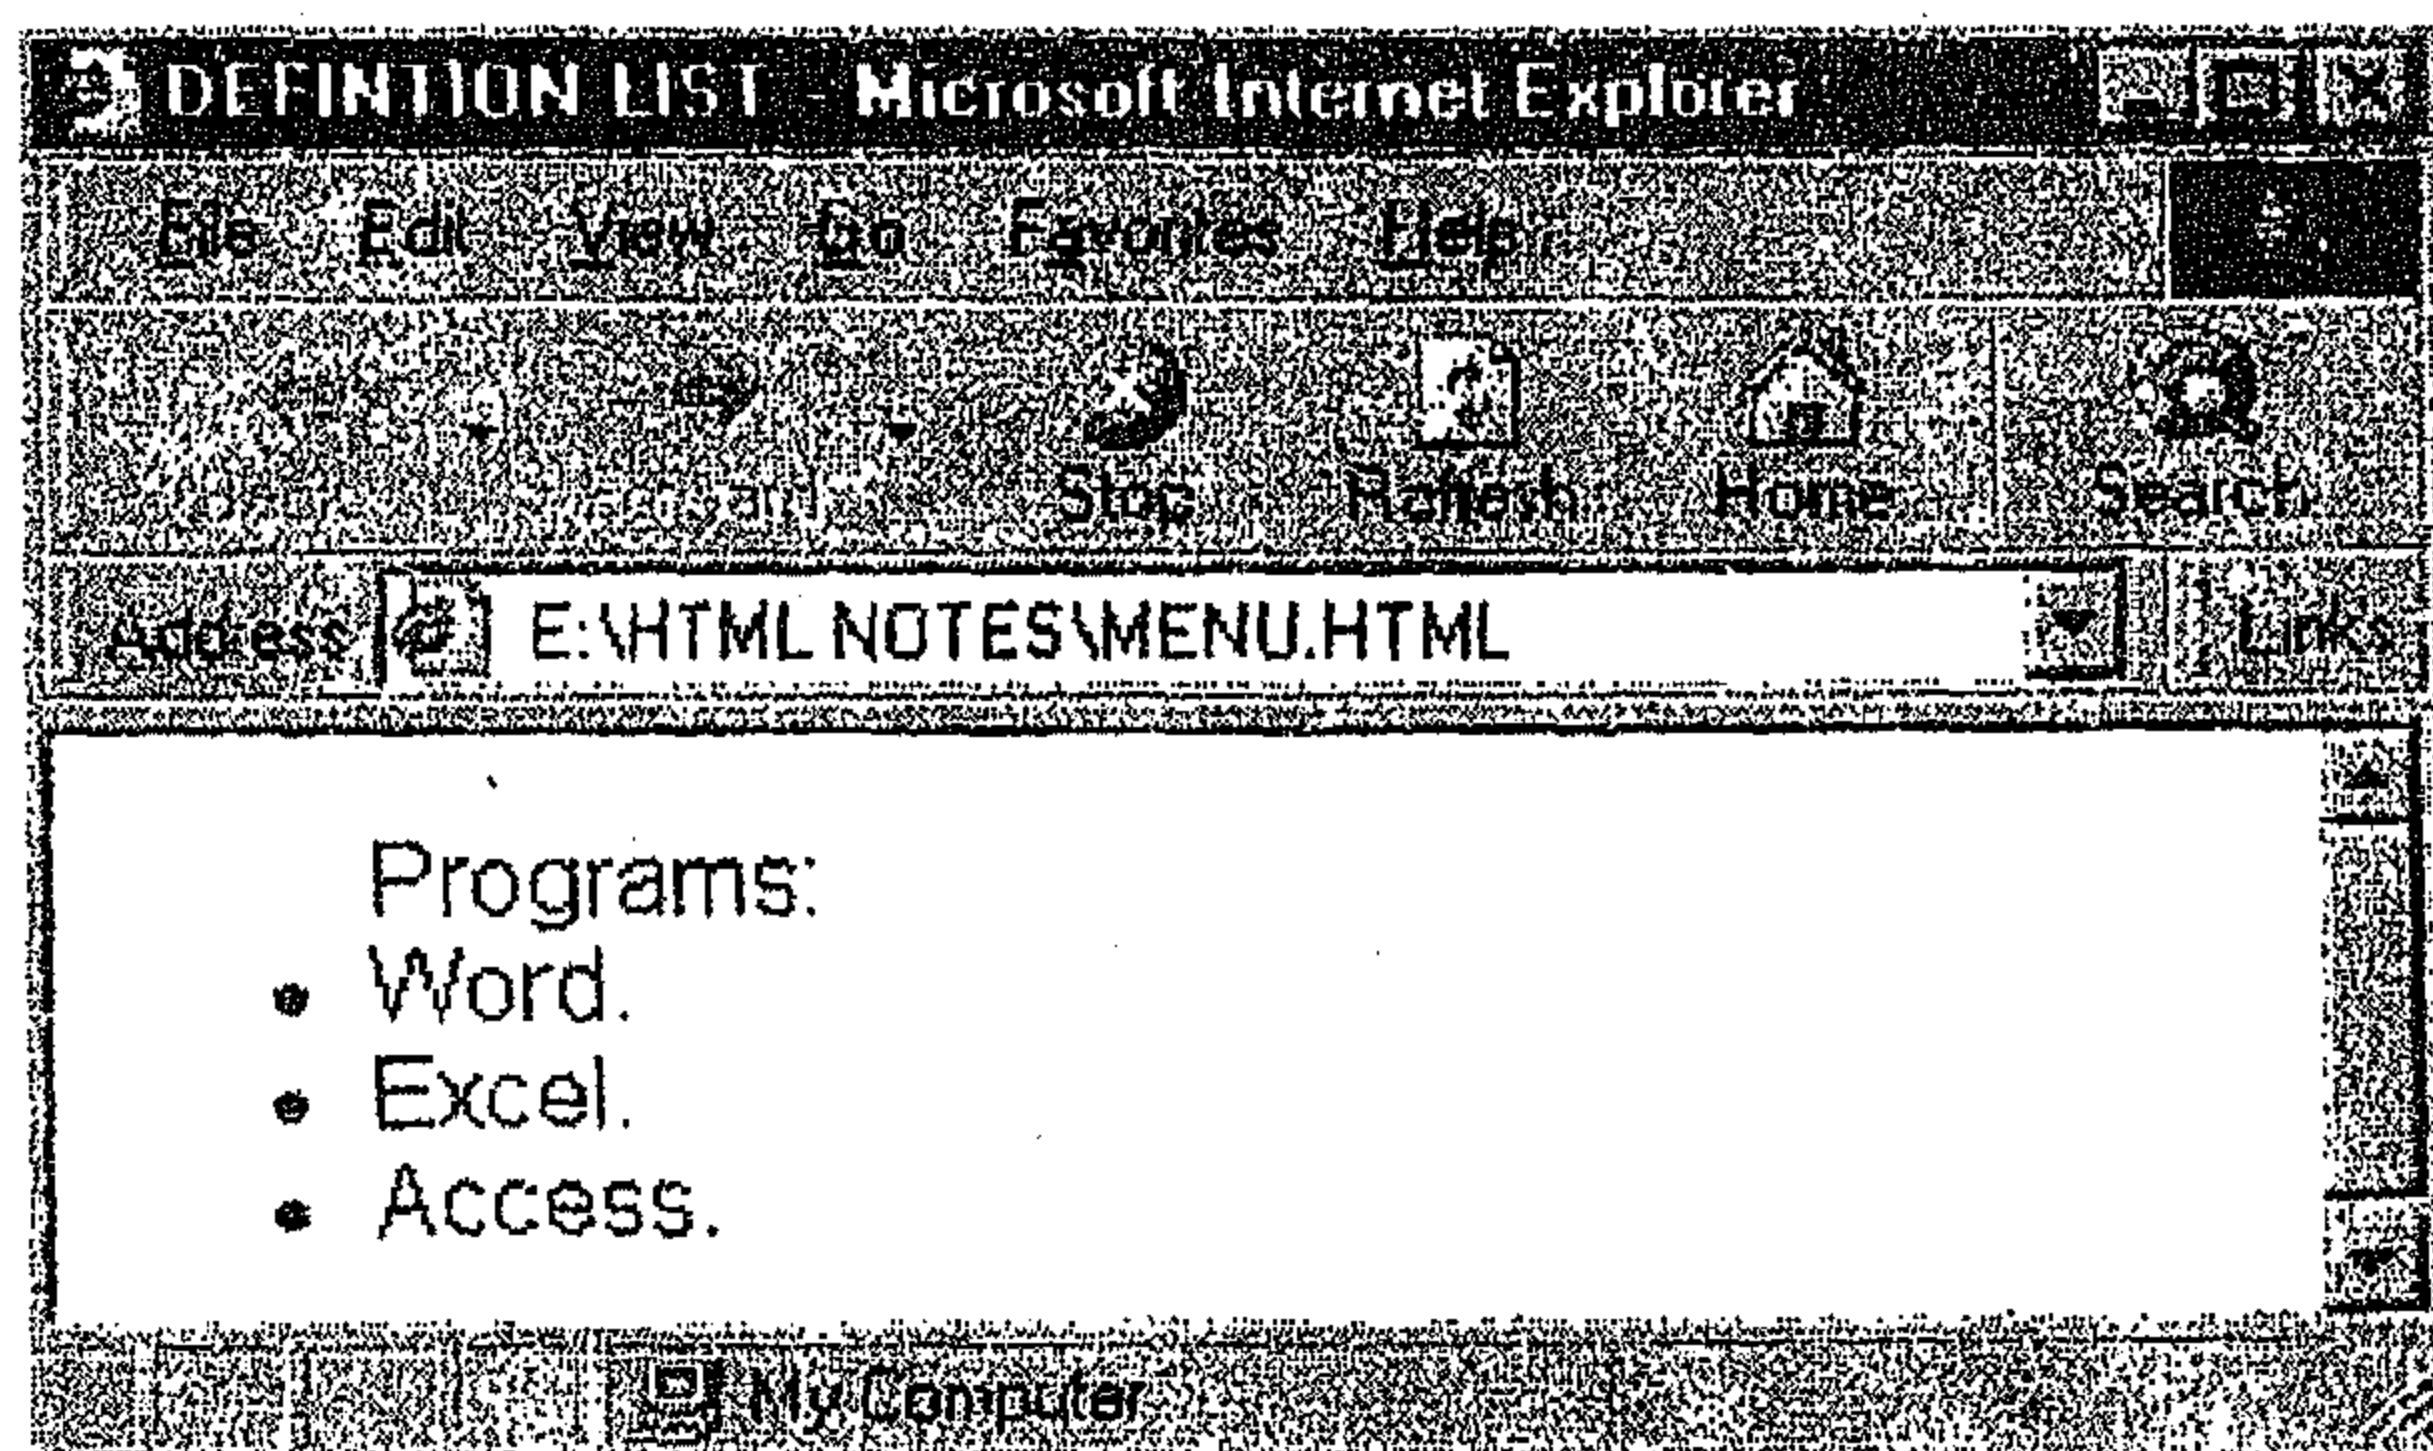 DEFINTION LIST - Microsoft Internet Explorer
File Edit View Go Favorites Help
Stop Refresh Home Search
Address E:\HTML NOTES\MENU.HTML Links
Programs:
• Word.
• Excel.
• Access.
My Computer